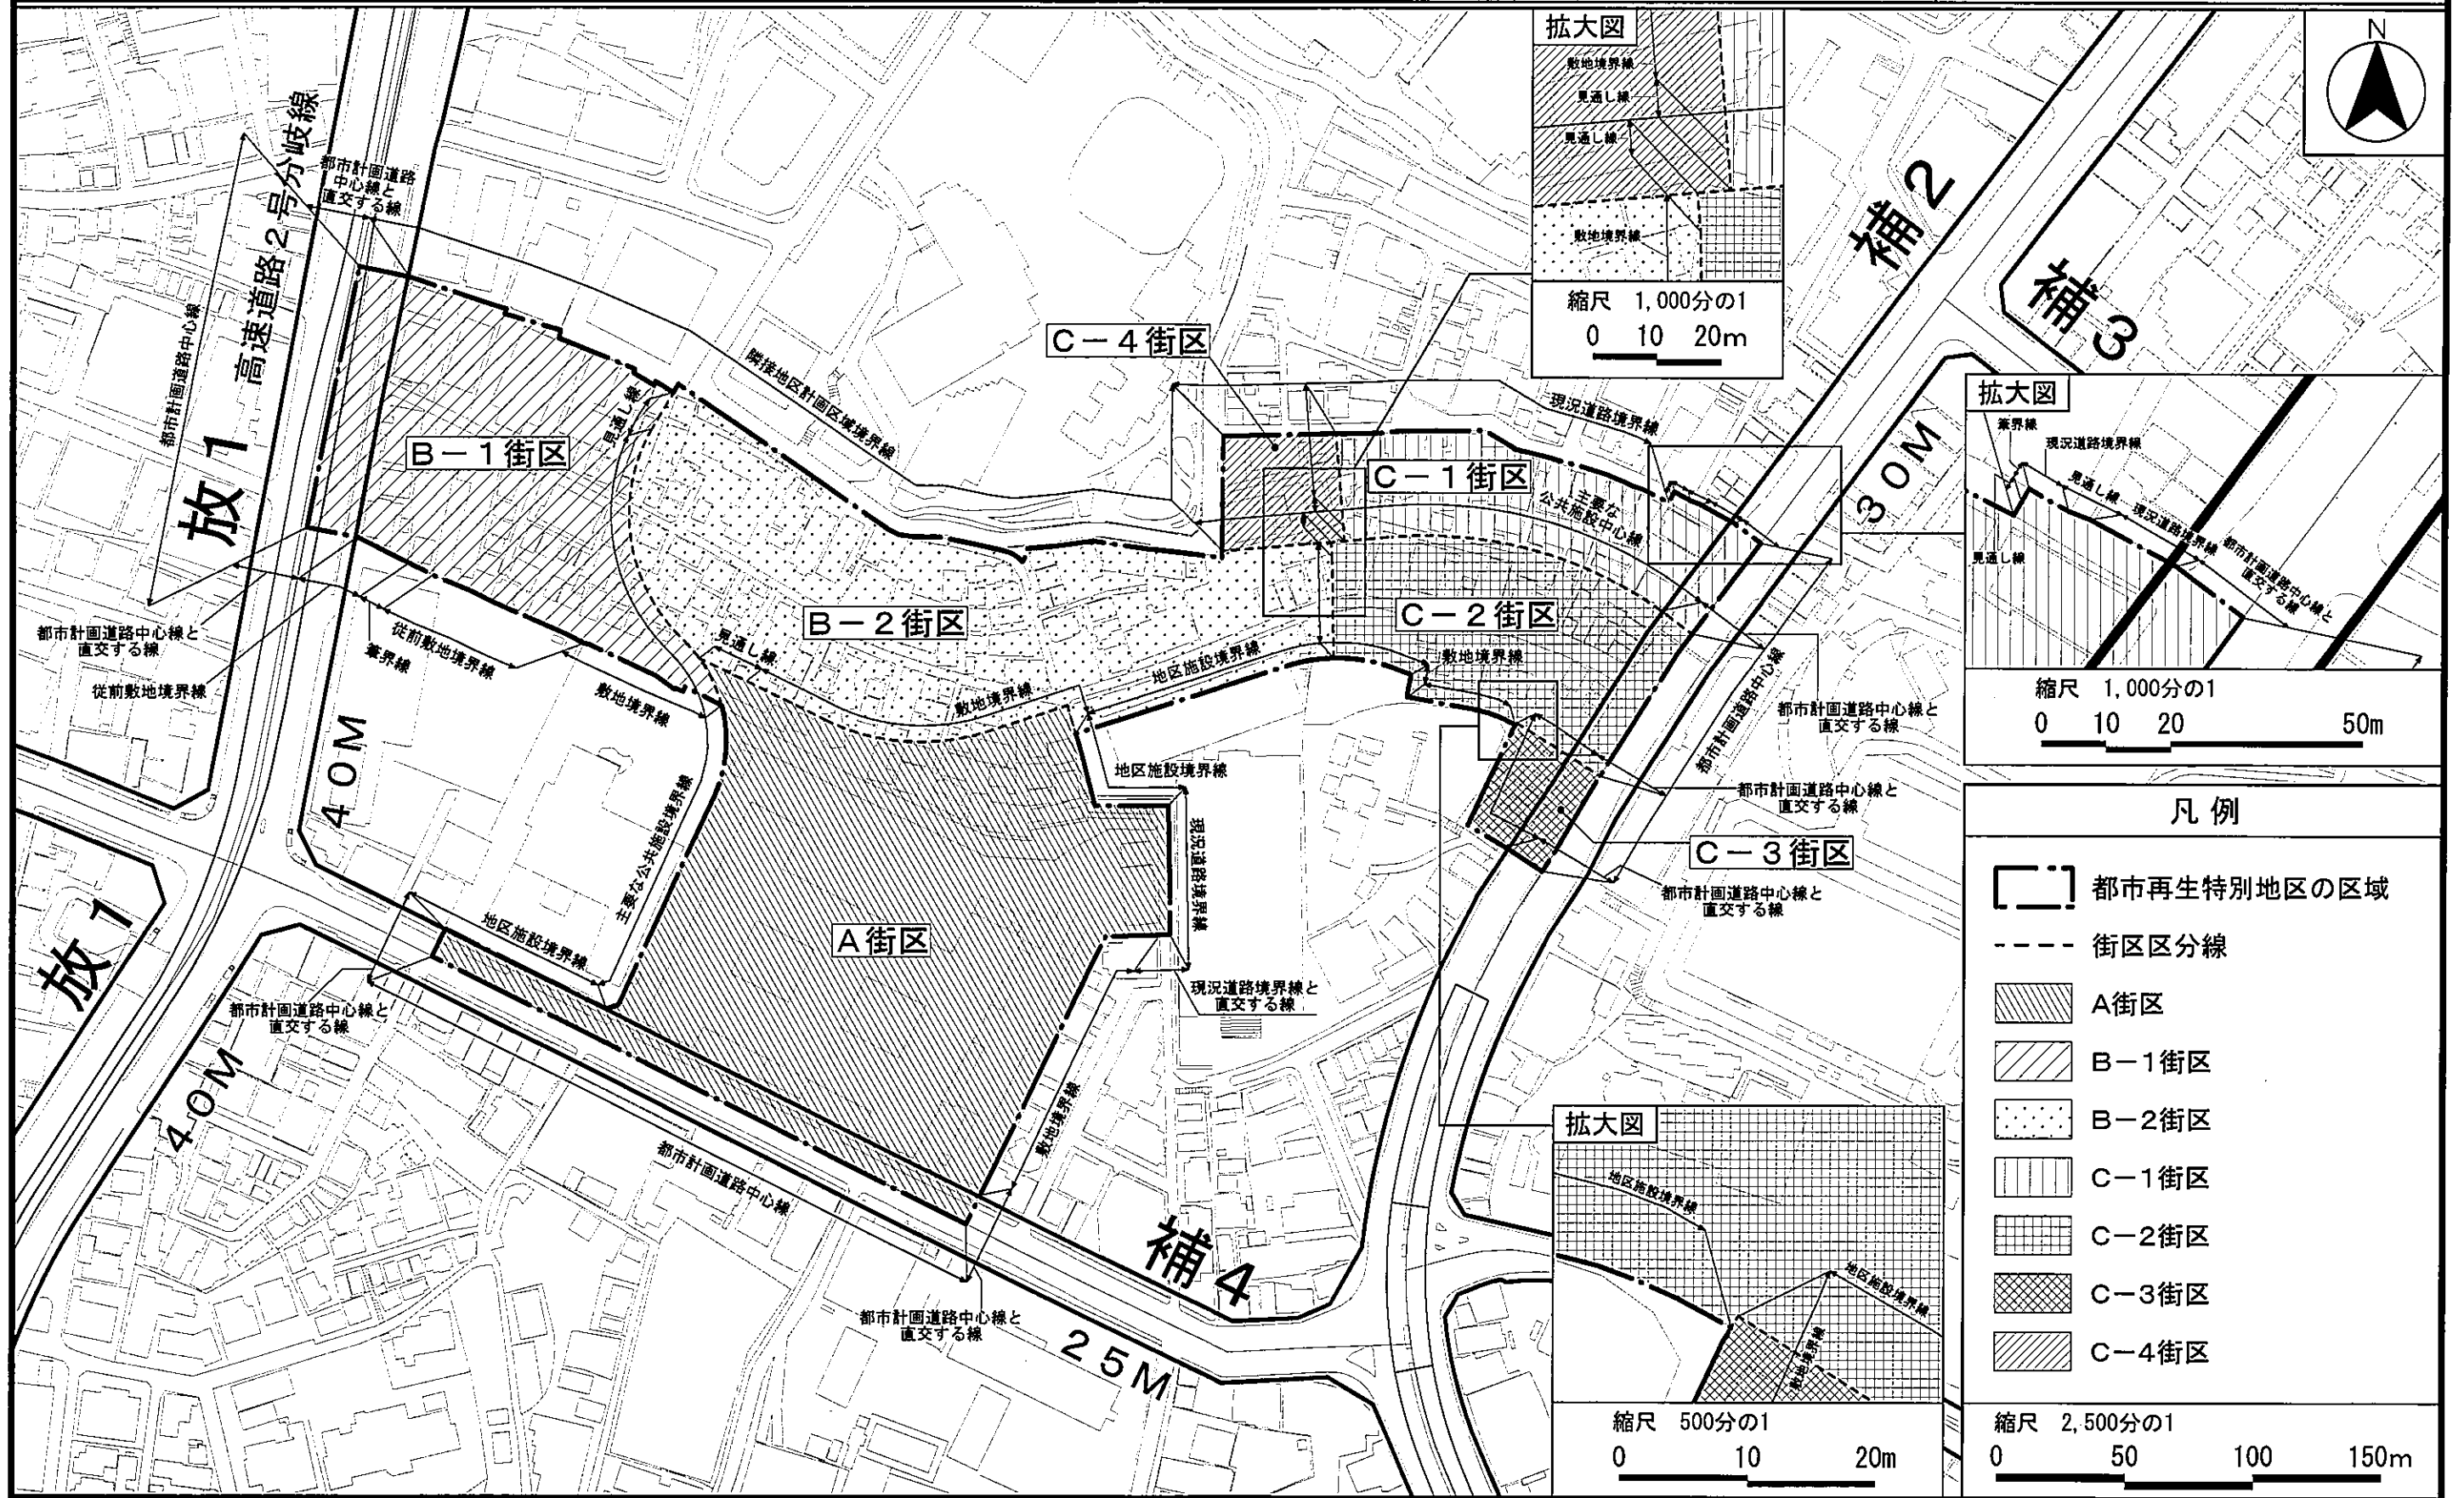 拡大図
敷地境界線
見通し線
見通し線
敷地境界線
縮尺 1,000分の1
0 10 20m
N
高速道路2号分岐線
都市計画道路
中心線と
直交する線
都市計画道路中心線
放1
補2
補3
30M
C-4街区
隣接地区計画区域境界線
現況道路境界線
見通し線
B-1街区
C-1街区
主要な
公共施設中心線
拡大図
筆界線
現況道路境界線
見通し線
現況道路境界線
都市計画道路中心線と
直交する線
見通し線
縮尺 1,000分の1
0 10 20 50m
都市計画道路中心線と
直交する線
従前敷地境界線
筆界線
従前敷地境界線
敷地境界線
B-2街区
見通し線
敷地境界線
地区施設境界線
C-2街区
敷地境界線
都市計画道路中心線
都市計画道路中心線と
直交する線
都市計画道路中心線と
直交する線
C-3街区
都市計画道路中心線と
直交する線
40M
主要な公共施設境界線
地区施設境界線
現況道路境界線
A街区
地区施設境界線
現況道路境界線と
直交する線
放1
都市計画道路中心線と
直交する線
40M
敷地境界線
都市計画道路中心線
補4
都市計画道路中心線と
直交する線
25M
拡大図
地区施設境界線
地区施設境界線
敷地境界線
縮尺 500分の1
0 10 20m
凡例
都市再生特別地区の区域
街区区分線
A街区
B-1街区
B-2街区
C-1街区
C-2街区
C-3街区
C-4街区
縮尺 2,500分の1
0 50 100 150m